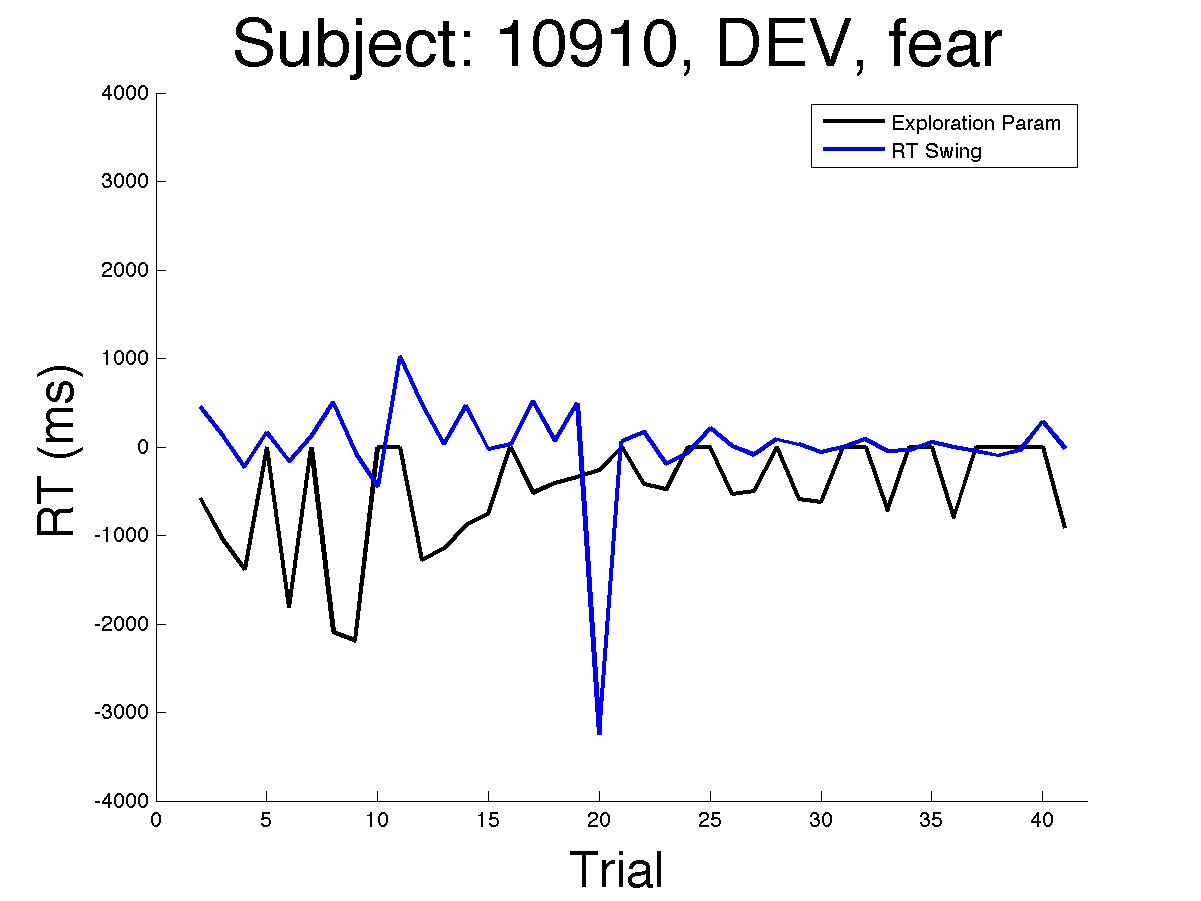 Subject: 10910, DEV, fear
4000
3000
2000
1000
0
-1000
-2000
-3000
-4000
RT (ms)
Exploration Param
RT Swing
0 5 10 15 20 25 30 35 40
Trial